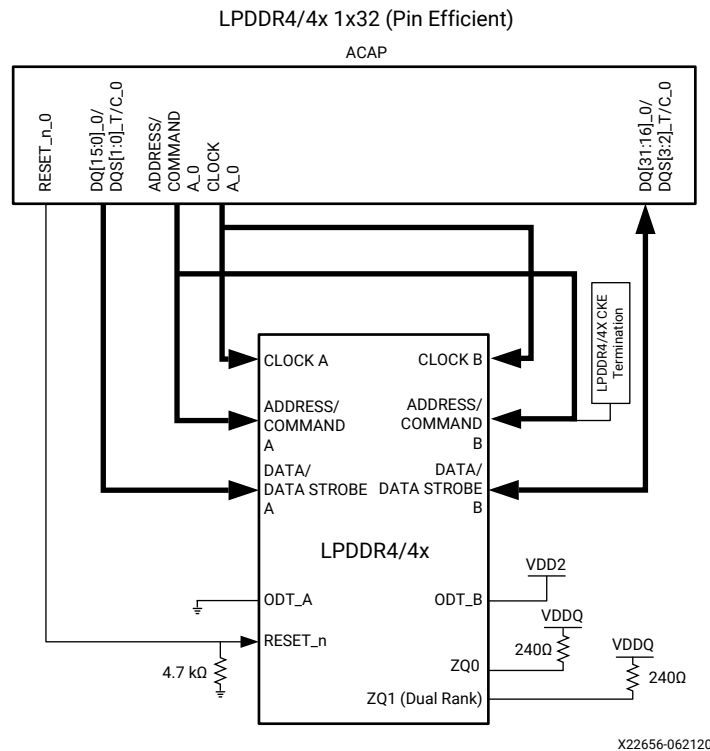 LPDDR4/4x 1x32 (Pin Efficient)
ACAP
RESET_n_0
DQ[15:0]_0/
DQS[1:0]_T/C_0
ADDRESS/
COMMAND
A_0
CLOCK
A_0
DQ[31:16]_0/
DQS[3:2]_T/C_0
LPDDR4/4X CKE
Termination
CLOCK A
CLOCK B
ADDRESS/
COMMAND
A
ADDRESS/
COMMAND
B
DATA/
DATA STROBE
A
DATA/
DATA STROBE
B
LPDDR4/4x
VDD2
ODT_A
ODT_B
VDDQ
RESET_n
240Ω
VDDQ
4.7 kΩ
ZQ0
240Ω
ZQ1 (Dual Rank)
X22656-062120